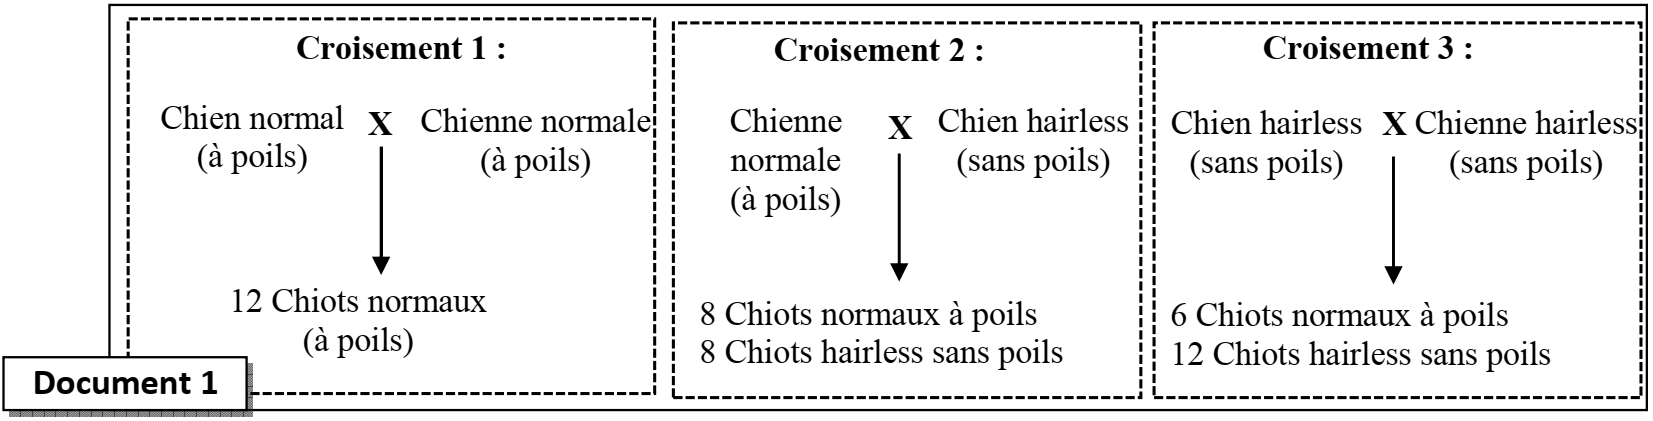 Croisement 1 :
Chien normal X Chienne normale
(à poils) (à poils)
12 Chiots normaux
(à poils)
Croisement 2 :
Chienne X Chien hairless
normale (sans poils)
(à poils)
8 Chiots normaux à poils
8 Chiots hairless sans poils
Croisement 3 :
Chien hairless X Chienne hairless
(sans poils) (sans poils)
6 Chiots normaux à poils
12 Chiots hairless sans poils
Document 1